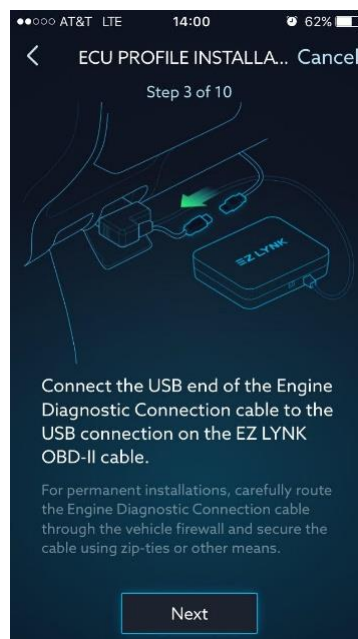 AT&T LTE 14:00 62%
ECU PROFILE INSTALLA... Cancel
Step 3 of 10
EZ LYNK
Connect the USB end of the Engine
Diagnostic Connection cable to the
USB connection on the EZ LYNK
OBD-II cable.
For permanent installations, carefully route
the Engine Diagnostic Connection cable
through the vehicle firewall and secure the
cable using zip-ties or other means.
Next